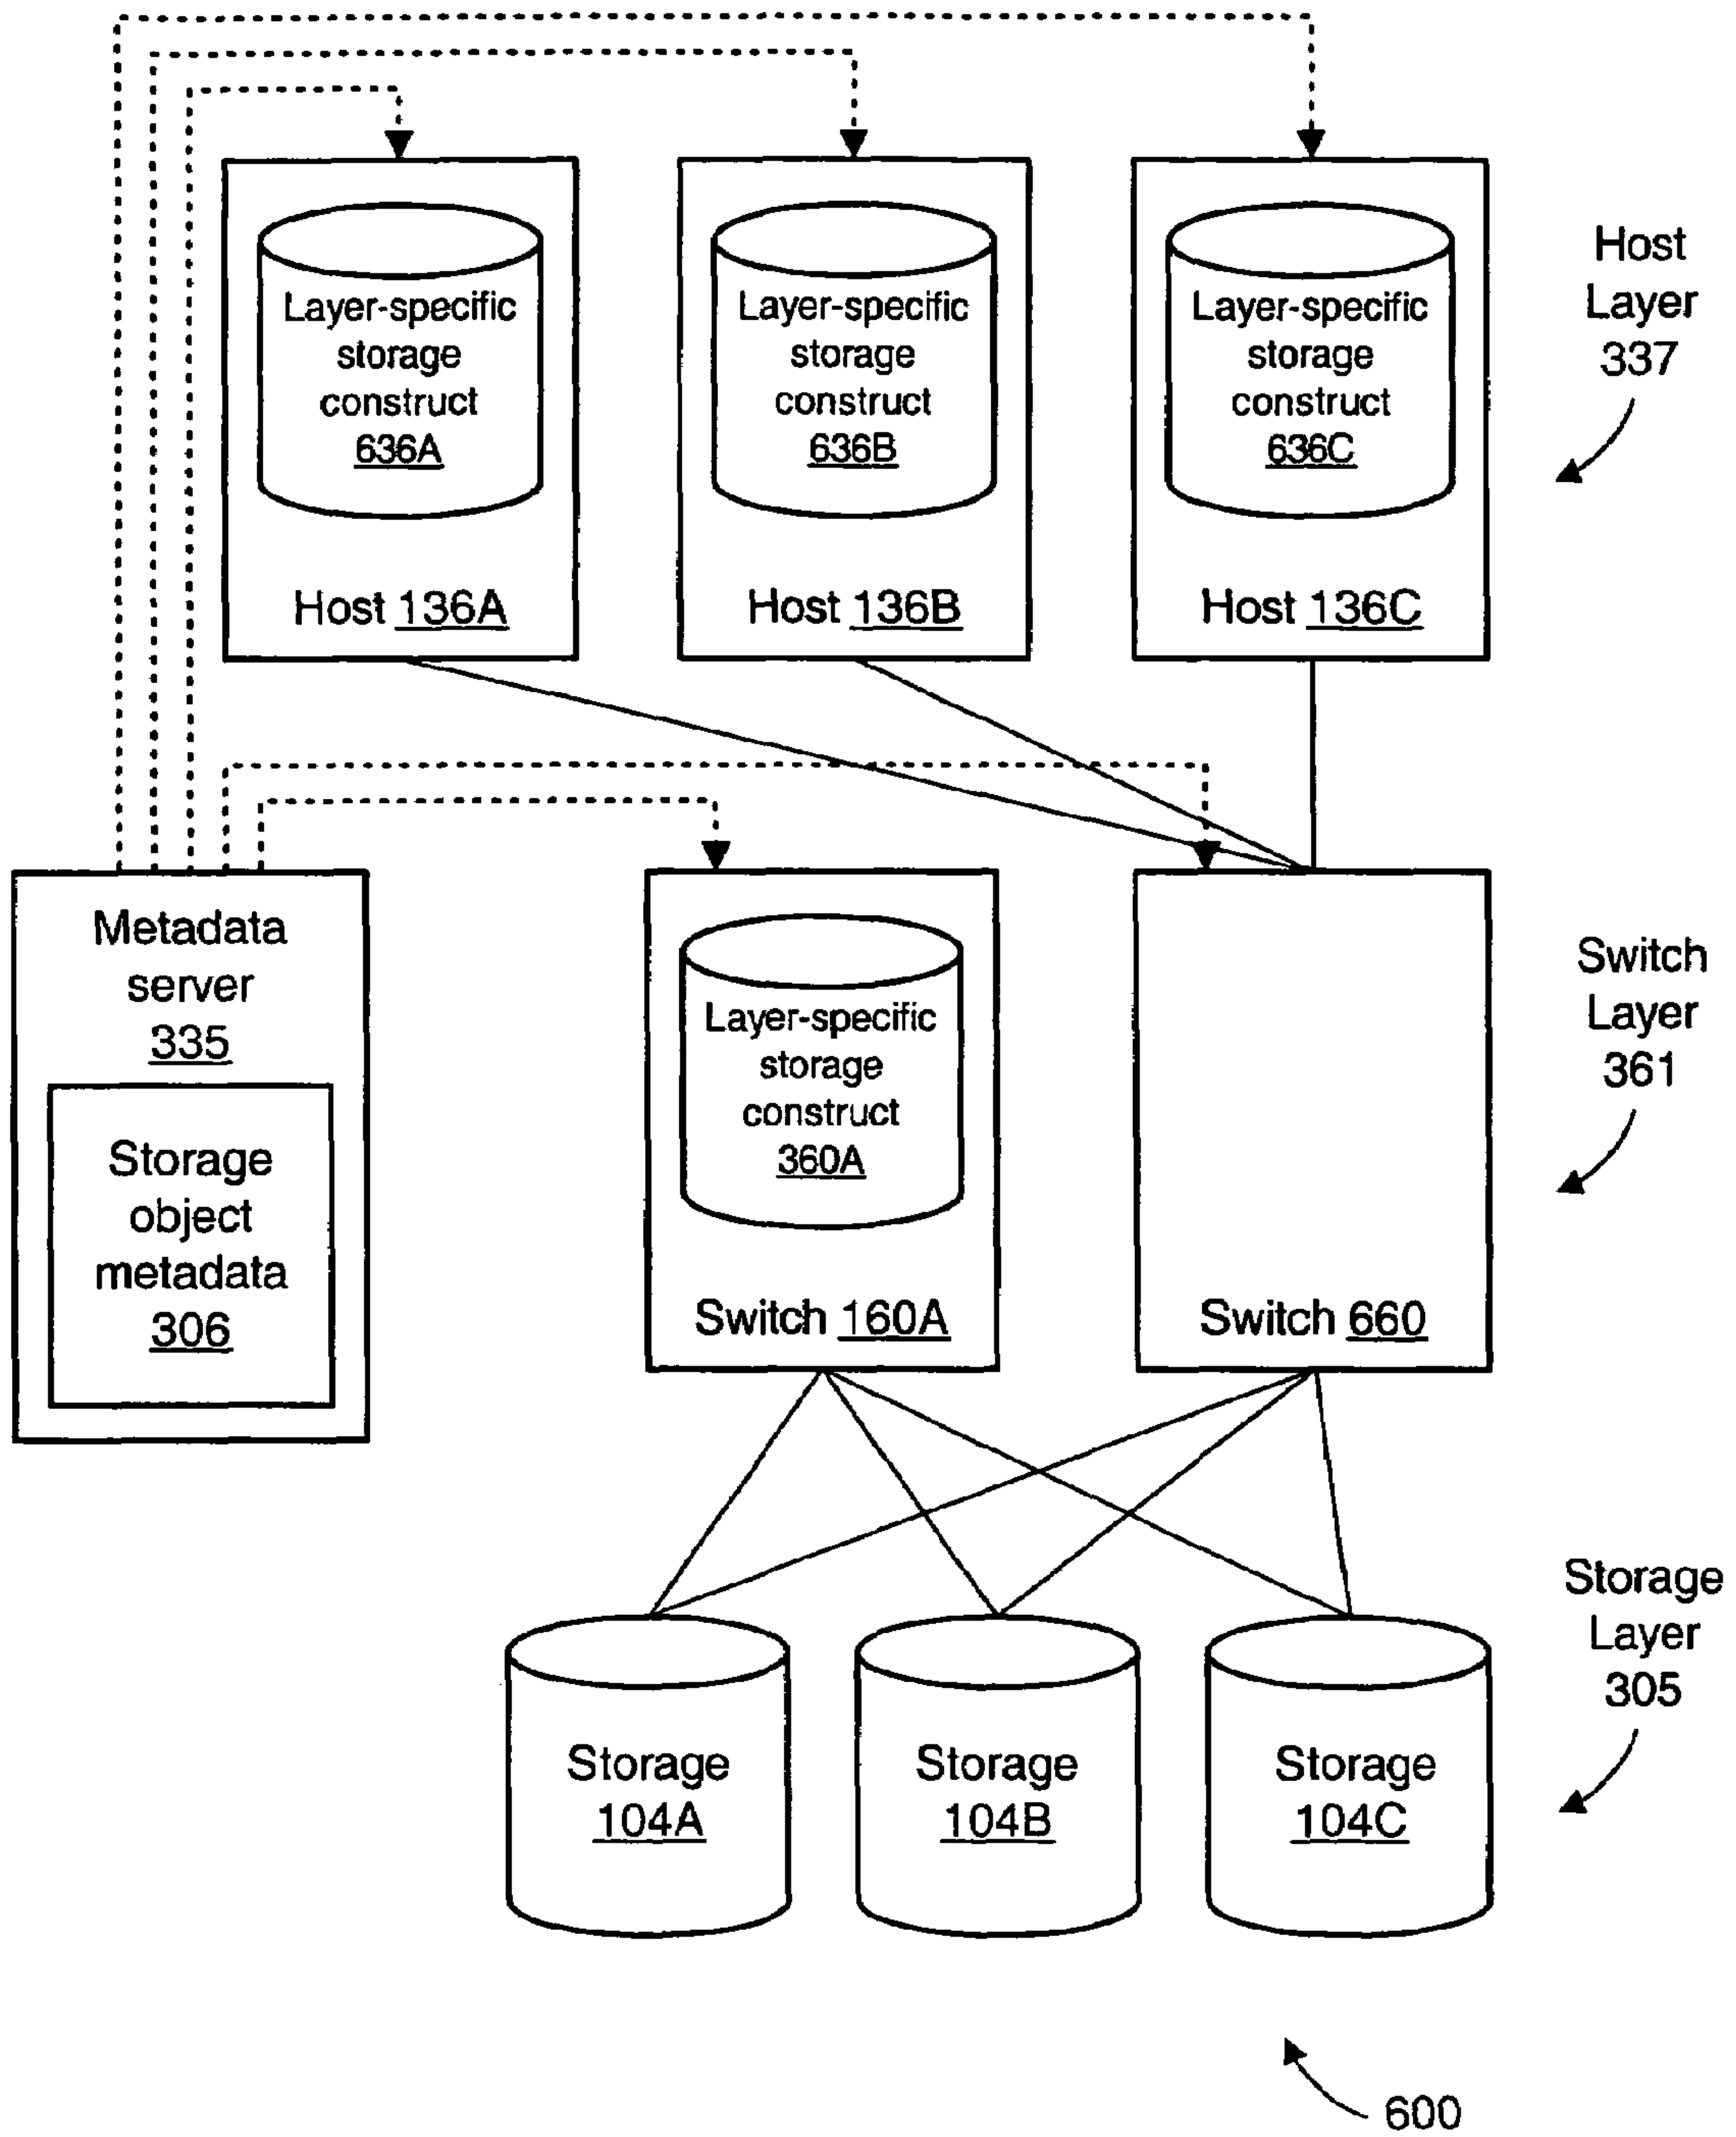 Layer-specific
storage
construct
636A
Host 136A
Layer-specific
storage
construct
636B
Host 136B
Layer-specific
storage
construct
636C
Host 136C
Host
Layer
337
Metadata
server
335
Storage
object
metadata
306
Layer-specific
storage
construct
360A
Switch 160A
Switch 660
Switch
Layer
361
Storage
104A
Storage
104B
Storage
104C
Storage
Layer
305
600